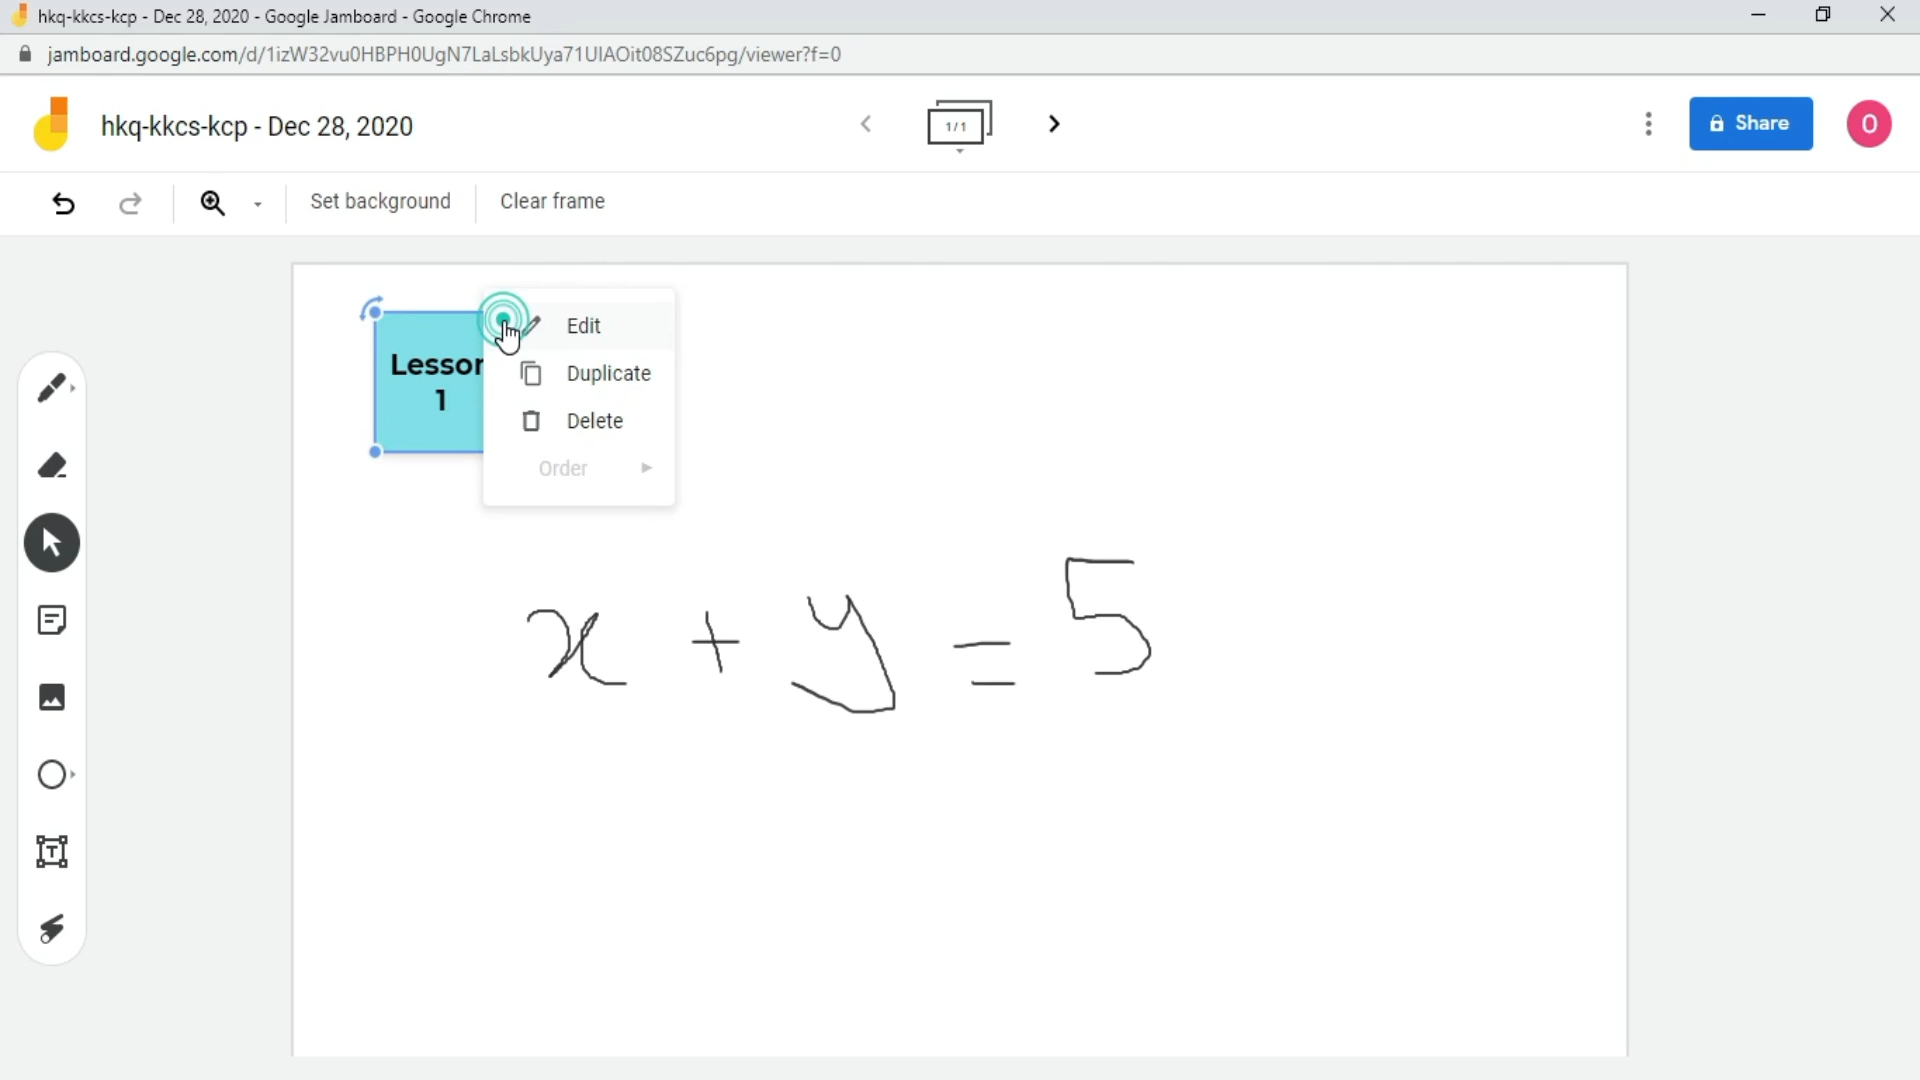 hkq-kkcs-kcp - Dec 28, 2020 - Google Jamboard - Google Chrome
jamboard.google.com/d/1izW32vu0HBPH0UgN7LaLsbkUya71UIAOit08SZuc6pg/viewer?f=0
hkq-kkcs-kcp - Dec 28, 2020
1/1
Share
O
Set background
Clear frame
Lesson
1
Edit
Duplicate
Delete
Order
x + y = 5